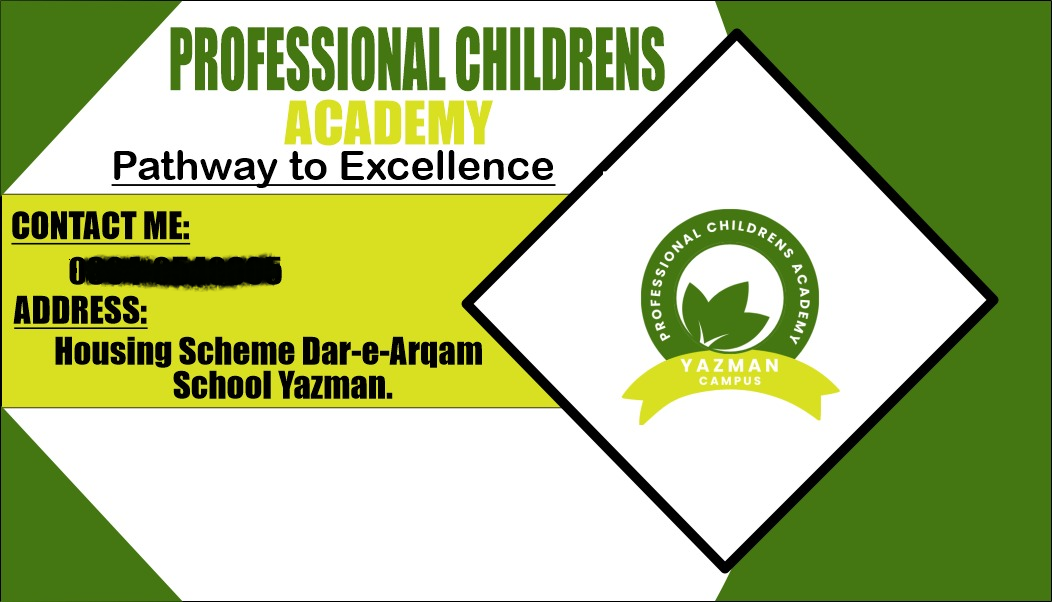 PROFESSIONAL CHILDRENS
ACADEMY
Pathway to Excellence
CONTACT ME:
ADDRESS:
Housing Scheme Dar-e-Arqam
School Yazman.
PROFESSIONAL CHILDRENS ACADEMY
YAZMAN
CAMPUS